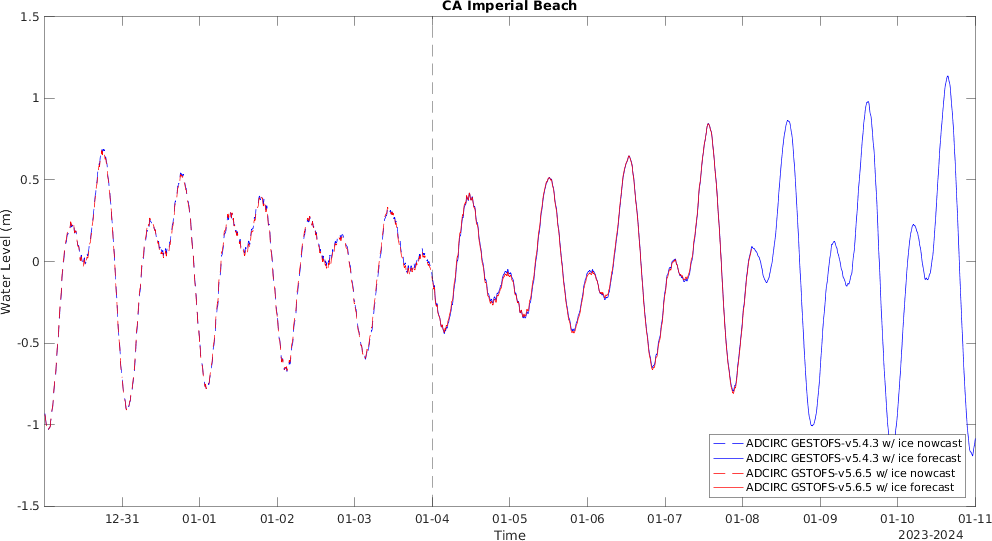 CA Imperial Beach
1.5
1
0.5
0
-0.5
-1
-1.5
Water Level (m)
12-31 01-01 01-02 01-03 01-04 01-05 01-06 01-07 01-08 01-09 01-10 01-11
Time
2023-2024
ADCIRC GESTOFS-v5.4.3 w/ ice nowcast
ADCIRC GESTOFS-v5.4.3 w/ ice forecast
ADCIRC GSTOFS-v5.6.5 w/ ice nowcast
ADCIRC GSTOFS-v5.6.5 w/ ice forecast